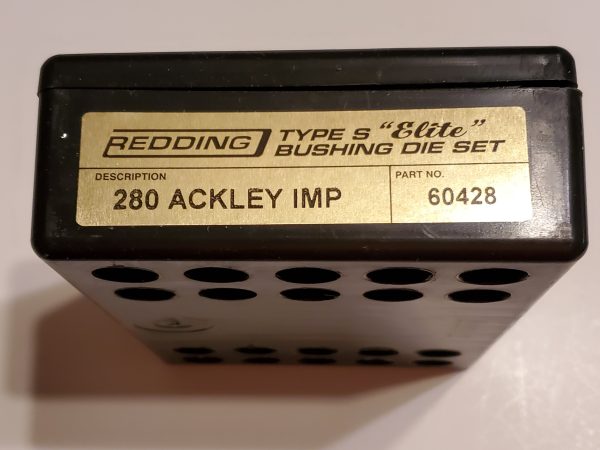 REDDING TYPE S "Elite"
BUSHING DIE SET
DESCRIPTION
280 ACKLEY IMP
PART NO.
60428